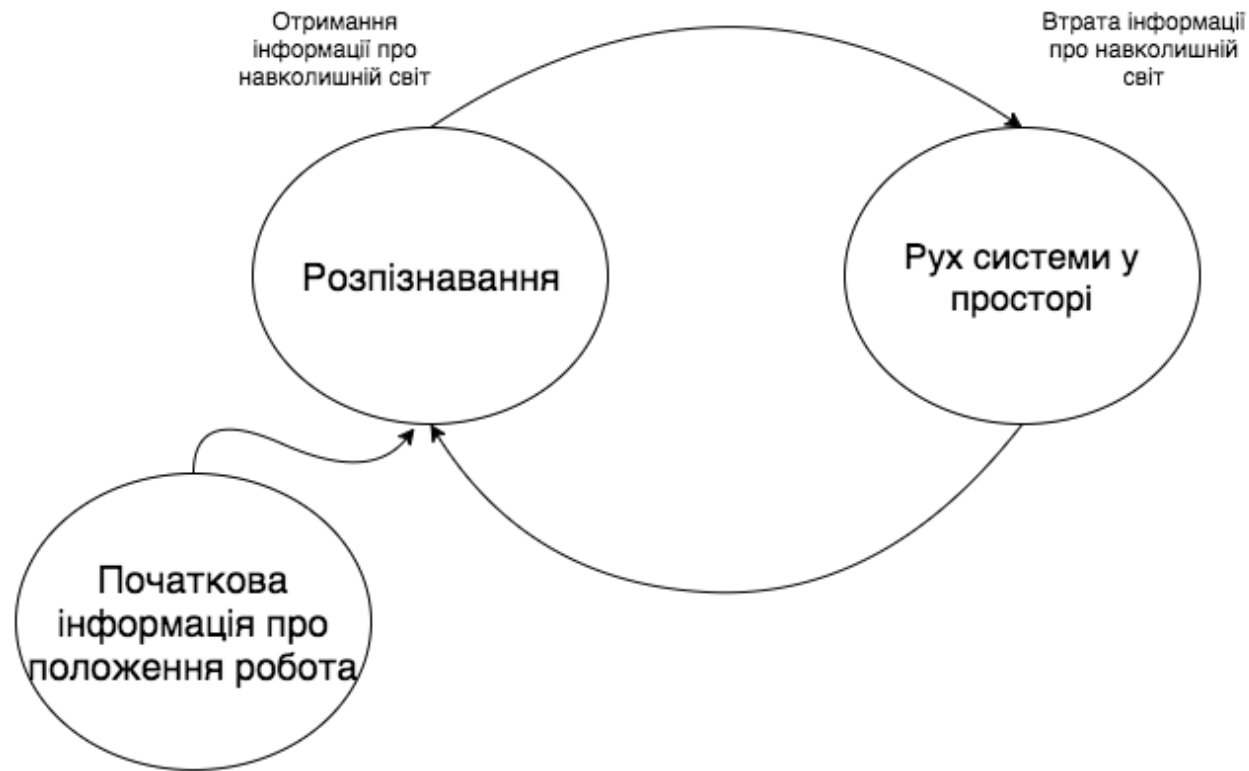 Отримання
інформації про
навколишній світ
Втрата інформації
про навколишній
світ
Розпізнавання
Рух системи у
просторі
Початкова
інформація про
положення робота